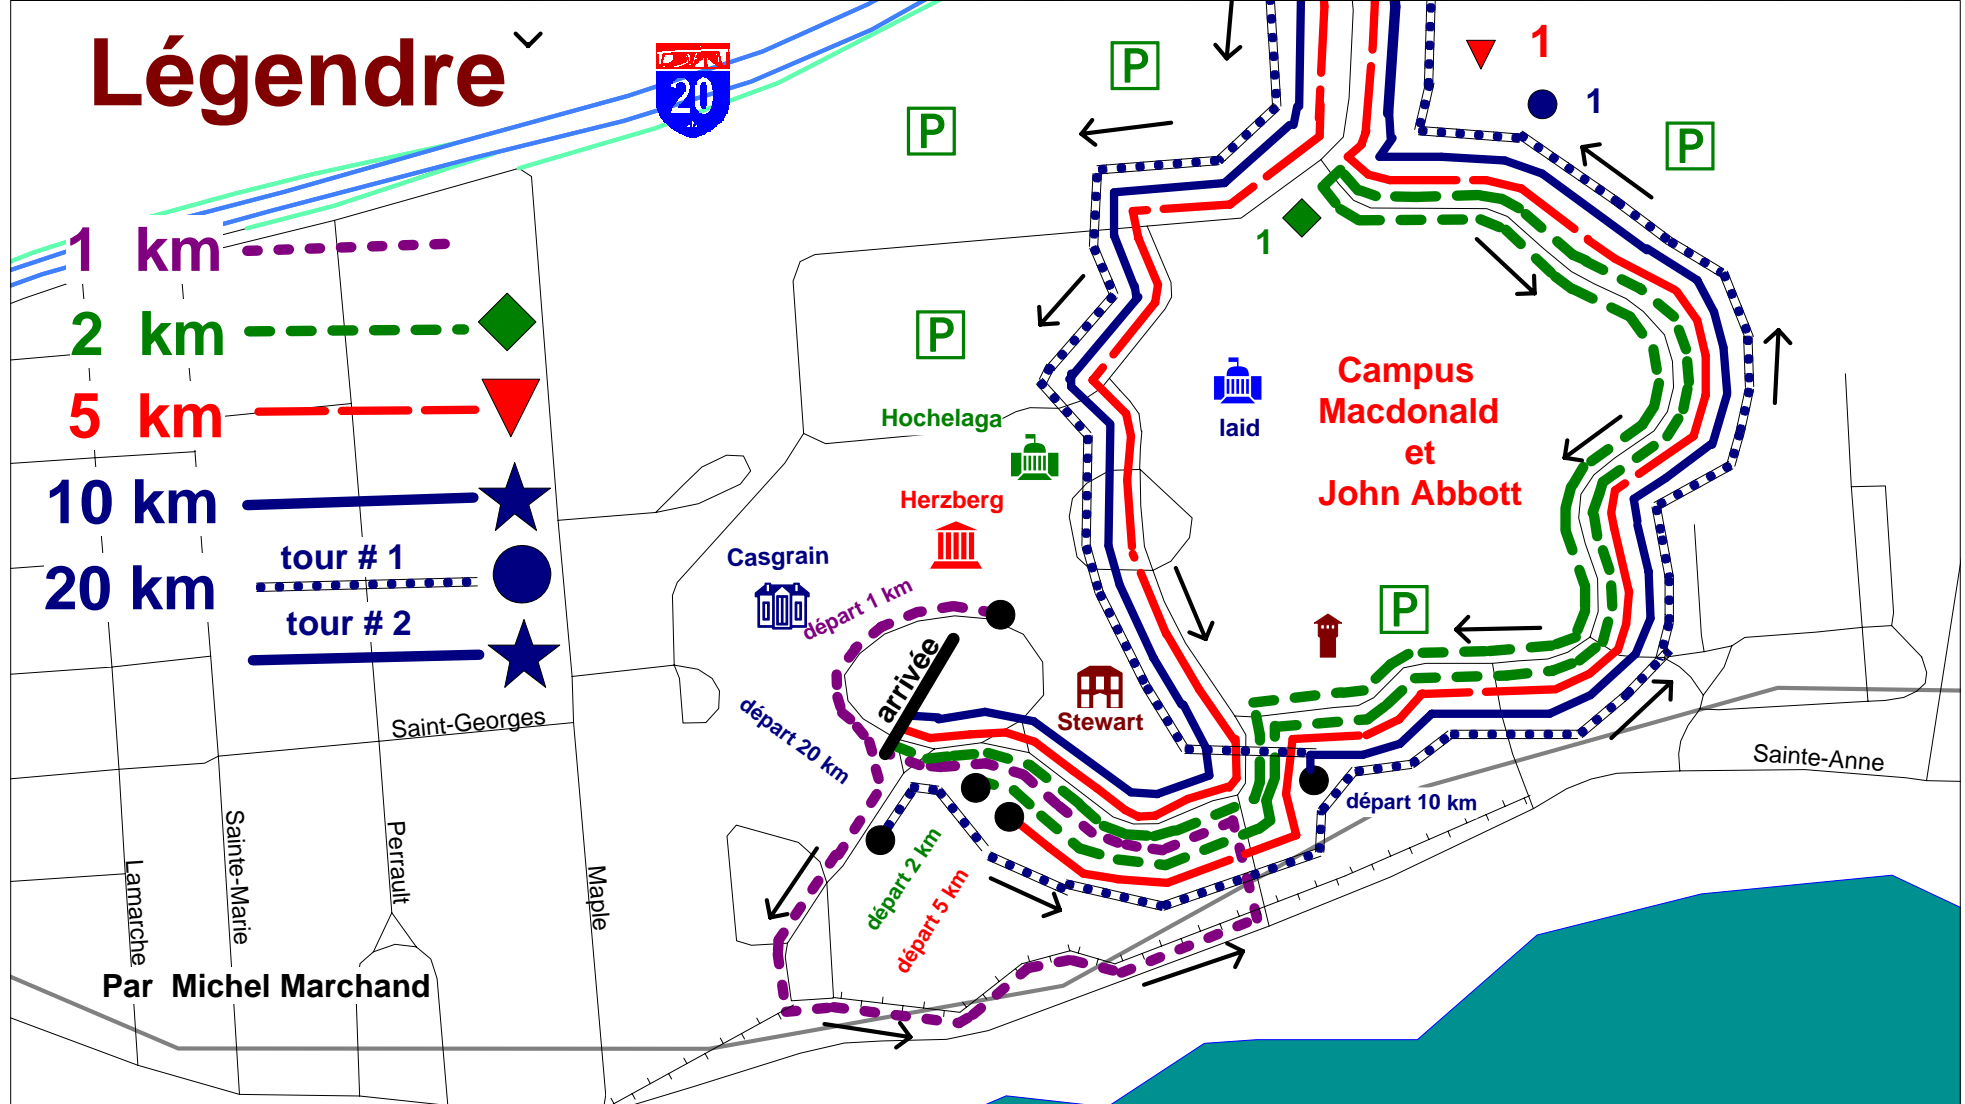 Légendre
20
P
P
P
1
1
1
1 km
2 km
5 km
10 km
tour # 1
20 km
tour # 2
P
Hochelaga
laid
Campus
Macdonald
et
John Abbott
Herzberg
Casgrain
départ 1 km
P
arrivée
Stewart
départ 20 km
Saint-Georges
Sainte-Anne
départ 10 km
départ 2 km
départ 5 km
Lamarche
Sainte-Marie
Perrault
Maple
Par Michel Marchand